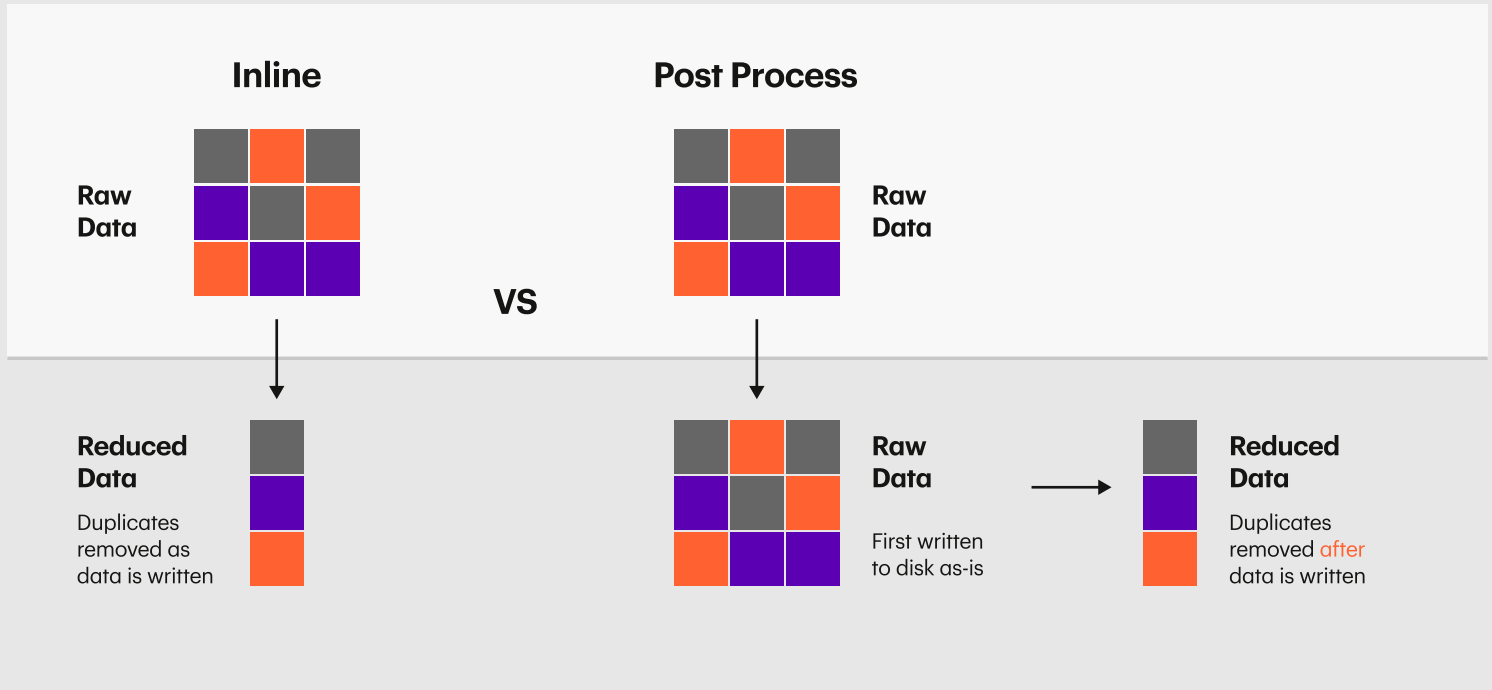 Inline
Post Process
Raw
Data
Raw
Data
VS
Reduced
Data
Duplicates
removed as
data is written
Raw
Data
First written
to disk as-is
Reduced
Data
Duplicates
removed after
data is written